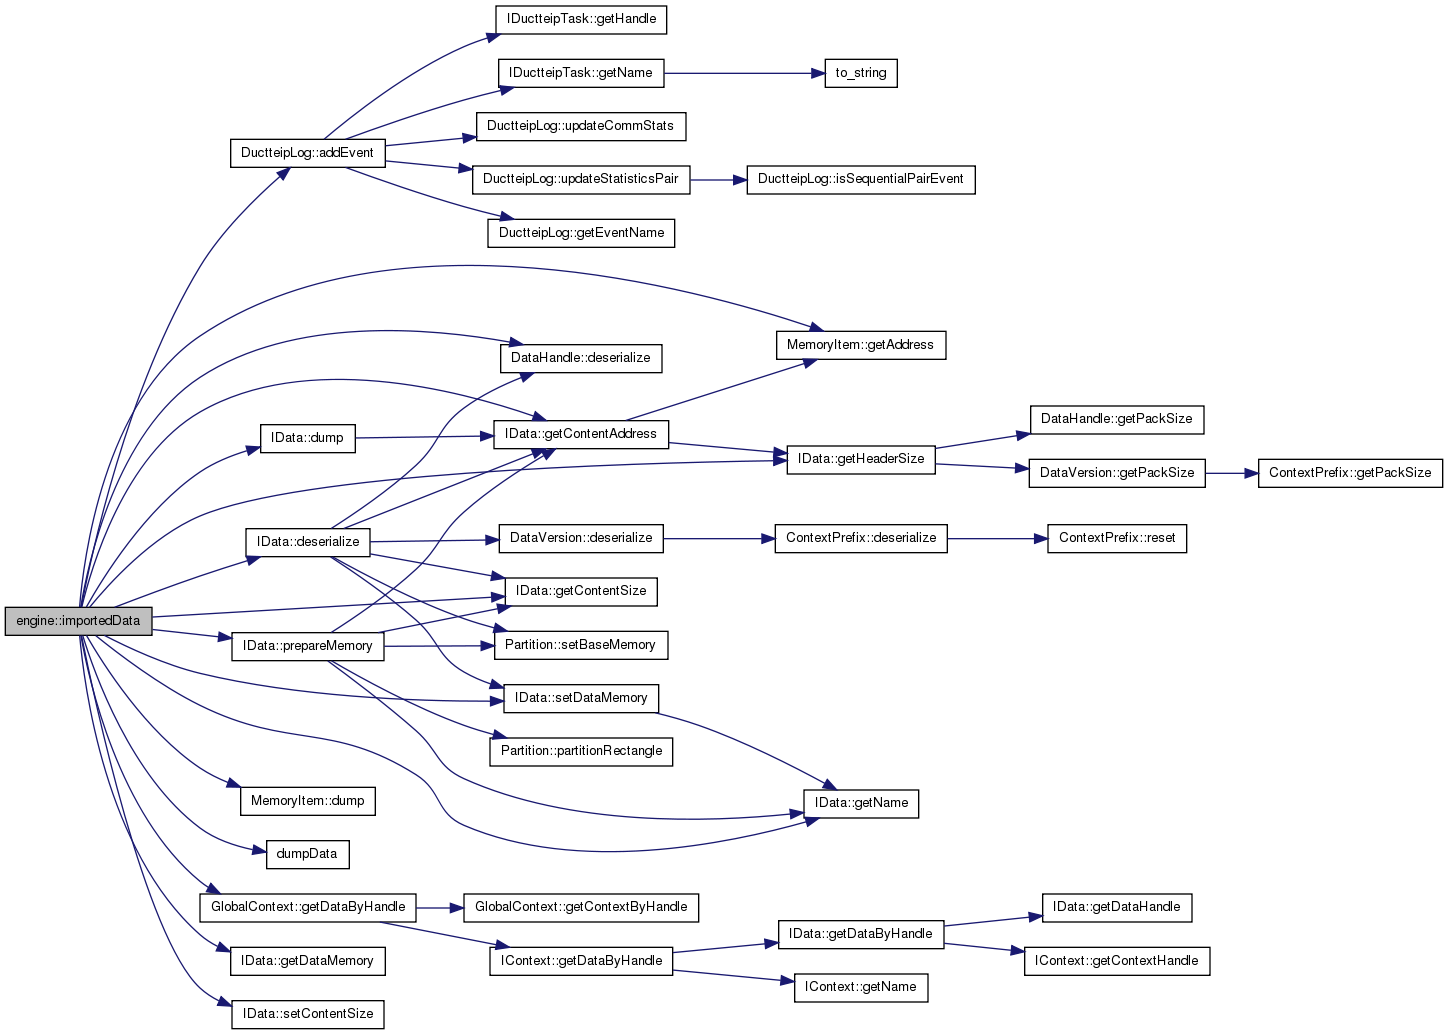 IDuctteipTask::getHandle
IDuctteipTask::getName
to_string
DuctteipLog::updateCommStats
DuctteipLog::addEvent
DuctteipLog::updateStatisticsPair
DuctteipLog::isSequentialPairEvent
DuctteipLog::getEventName
MemoryItem::getAddress
DataHandle::deserialize
DataHandle::getPackSize
IData::dump
IData::getContentAddress
IData::getHeaderSize
DataVersion::getPackSize
ContextPrefix::getPackSize
IData::deserialize
DataVersion::deserialize
ContextPrefix::deserialize
ContextPrefix::reset
IData::getContentSize
engine::importedData
IData::prepareMemory
Partition::setBaseMemory
IData::setDataMemory
Partition::partitionRectangle
MemoryItem::dump
IData::getName
dumpData
GlobalContext::getDataByHandle
GlobalContext::getContextByHandle
IData::getDataHandle
IData::getDataByHandle
IData::getDataMemory
IContext::getDataByHandle
IContext::getContextHandle
IContext::getName
IData::setContentSize